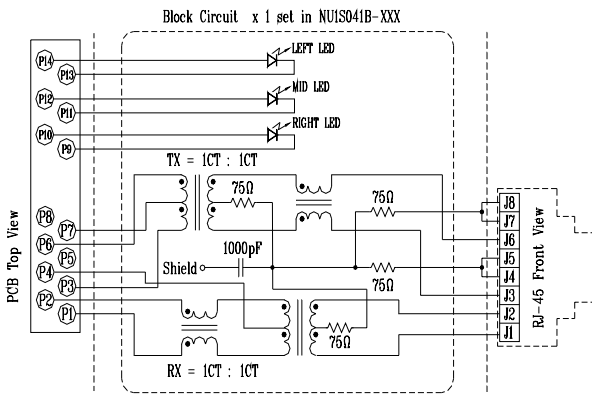 Block Circuit x 1 set in NU1S041B-XXX
LEFT LED
P14
P13
MID LED
P12
P11
RIGHT LED
P10
P9
TX = 1CT : 1CT
75Ω
75Ω
P8
P7
P6
P5
P4
P3
P2
P1
PCB Top View
1000pF
Shield
75Ω
75Ω
RX = 1CT : 1CT
J8
J7
J6
J5
J4
J3
J2
J1
RJ-45 Front View